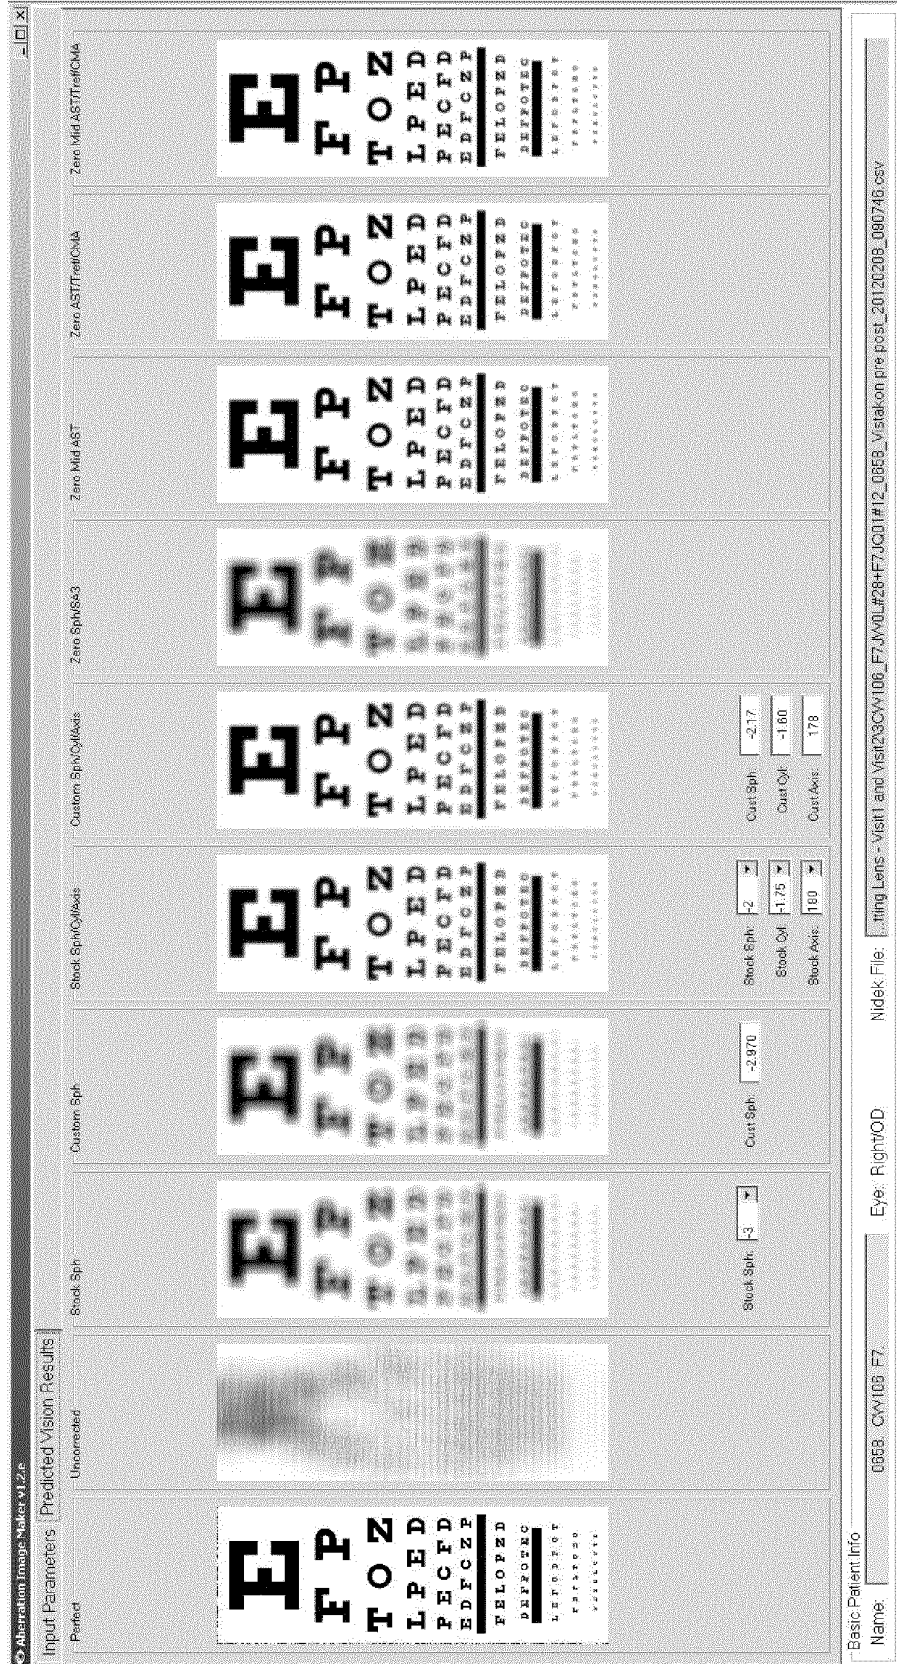 Aberration Image Maker v1.2.e
Input Parameters Predicted Vision Results
Perfect
E
F P
T O Z
L P E D
P E C F D
E D F C Z P
F E L O P Z D
D E F P O T E C
Uncorrected
Stock Sph
E
F P
T O Z
Stock Sph: -3
Custom Sph
E
F P
T O Z
Cust Sph: -2.970
Stock Sph/Cyl/Axis
E
F P
T O Z
L P E D
P E C F D
E D F C Z P
F E L O P Z D
D E F P O T E C
Stock Sph: -2
Stock Cyl: -1.75
Stock Axis: 180
Custom Sph/Cyl/Axis
E
F P
T O Z
L P E D
P E C F D
E D F C Z P
F E L O P Z D
D E F P O T E C
Cust Sph: -2.17
Cust Cyl: -1.60
Cust Axis: 178
Zero Sph/SA3
E
F P
T O Z
Zero Mid AST
E
F P
T O Z
L P E D
P E C F D
E D F C Z P
F E L O P Z D
D E F P O T E C
Zero AST/Tref/CMA
E
F P
T O Z
L P E D
P E C F D
E D F C Z P
F E L O P Z D
D E F P O T E C
Zero Mid AST/Tref/CMA
E
F P
T O Z
L P E D
P E C F D
E D F C Z P
F E L O P Z D
D E F P O T E C
Basic Patient Info
Name: 0658. CW106 F7. Eye: Right/OD Nidek File: ...tting Lens - Visit1 and Visit2\3CW106_F7JW0L#28+F7JQ01#12_0658_Vistakon pre post_20120208_090746.csv